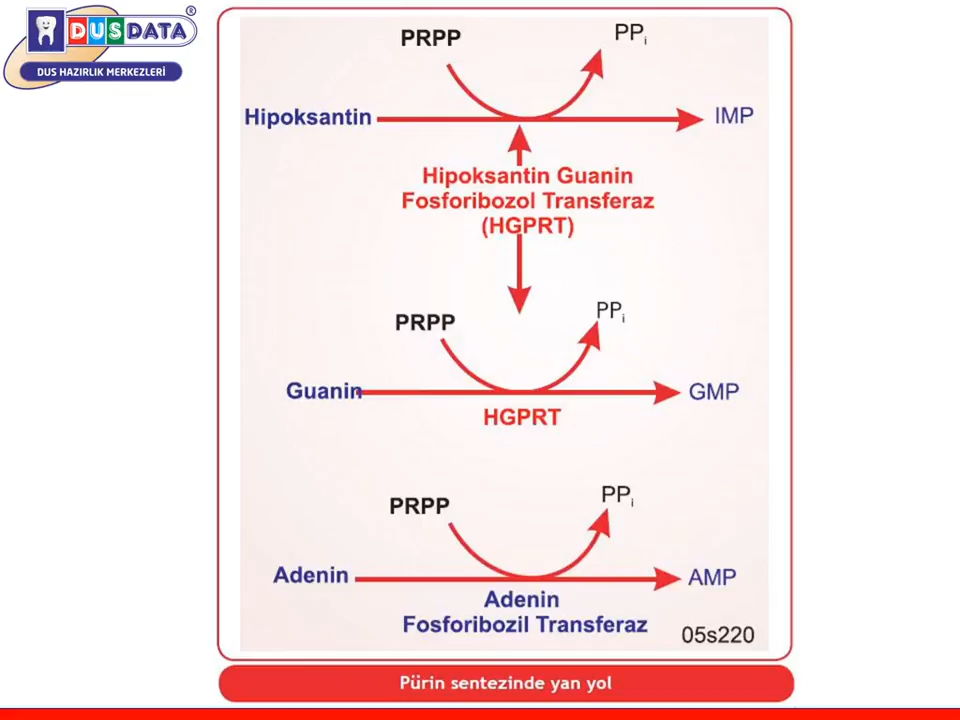 DUSDATA®
DUS HAZIRLIK MERKEZLERİ
PRPP
PPi
Hipoksantin
IMP
Hipoksantin Guanin
Fosforibozol Transferaz
(HGPRT)
PRPP
PPi
Guanin
GMP
HGPRT
PRPP
PPi
Adenin
AMP
Adenin
Fosforibozil Transferaz
05s220
Pürin sentezinde yan yol